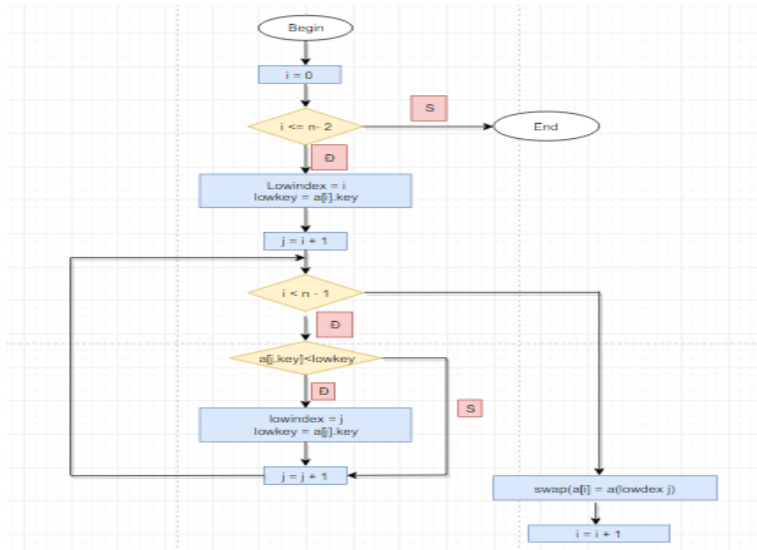 Begin
i = 0
i <= n- 2
S
End
Đ
Lowindex = i
lowkey = a[i].key
j = i + 1
i < n - 1
Đ
a[j.key]<lowkey
Đ
S
lowindex = j
lowkey = a[j].key
j = j + 1
swap(a[i] = a(lowdex j)
i = i + 1